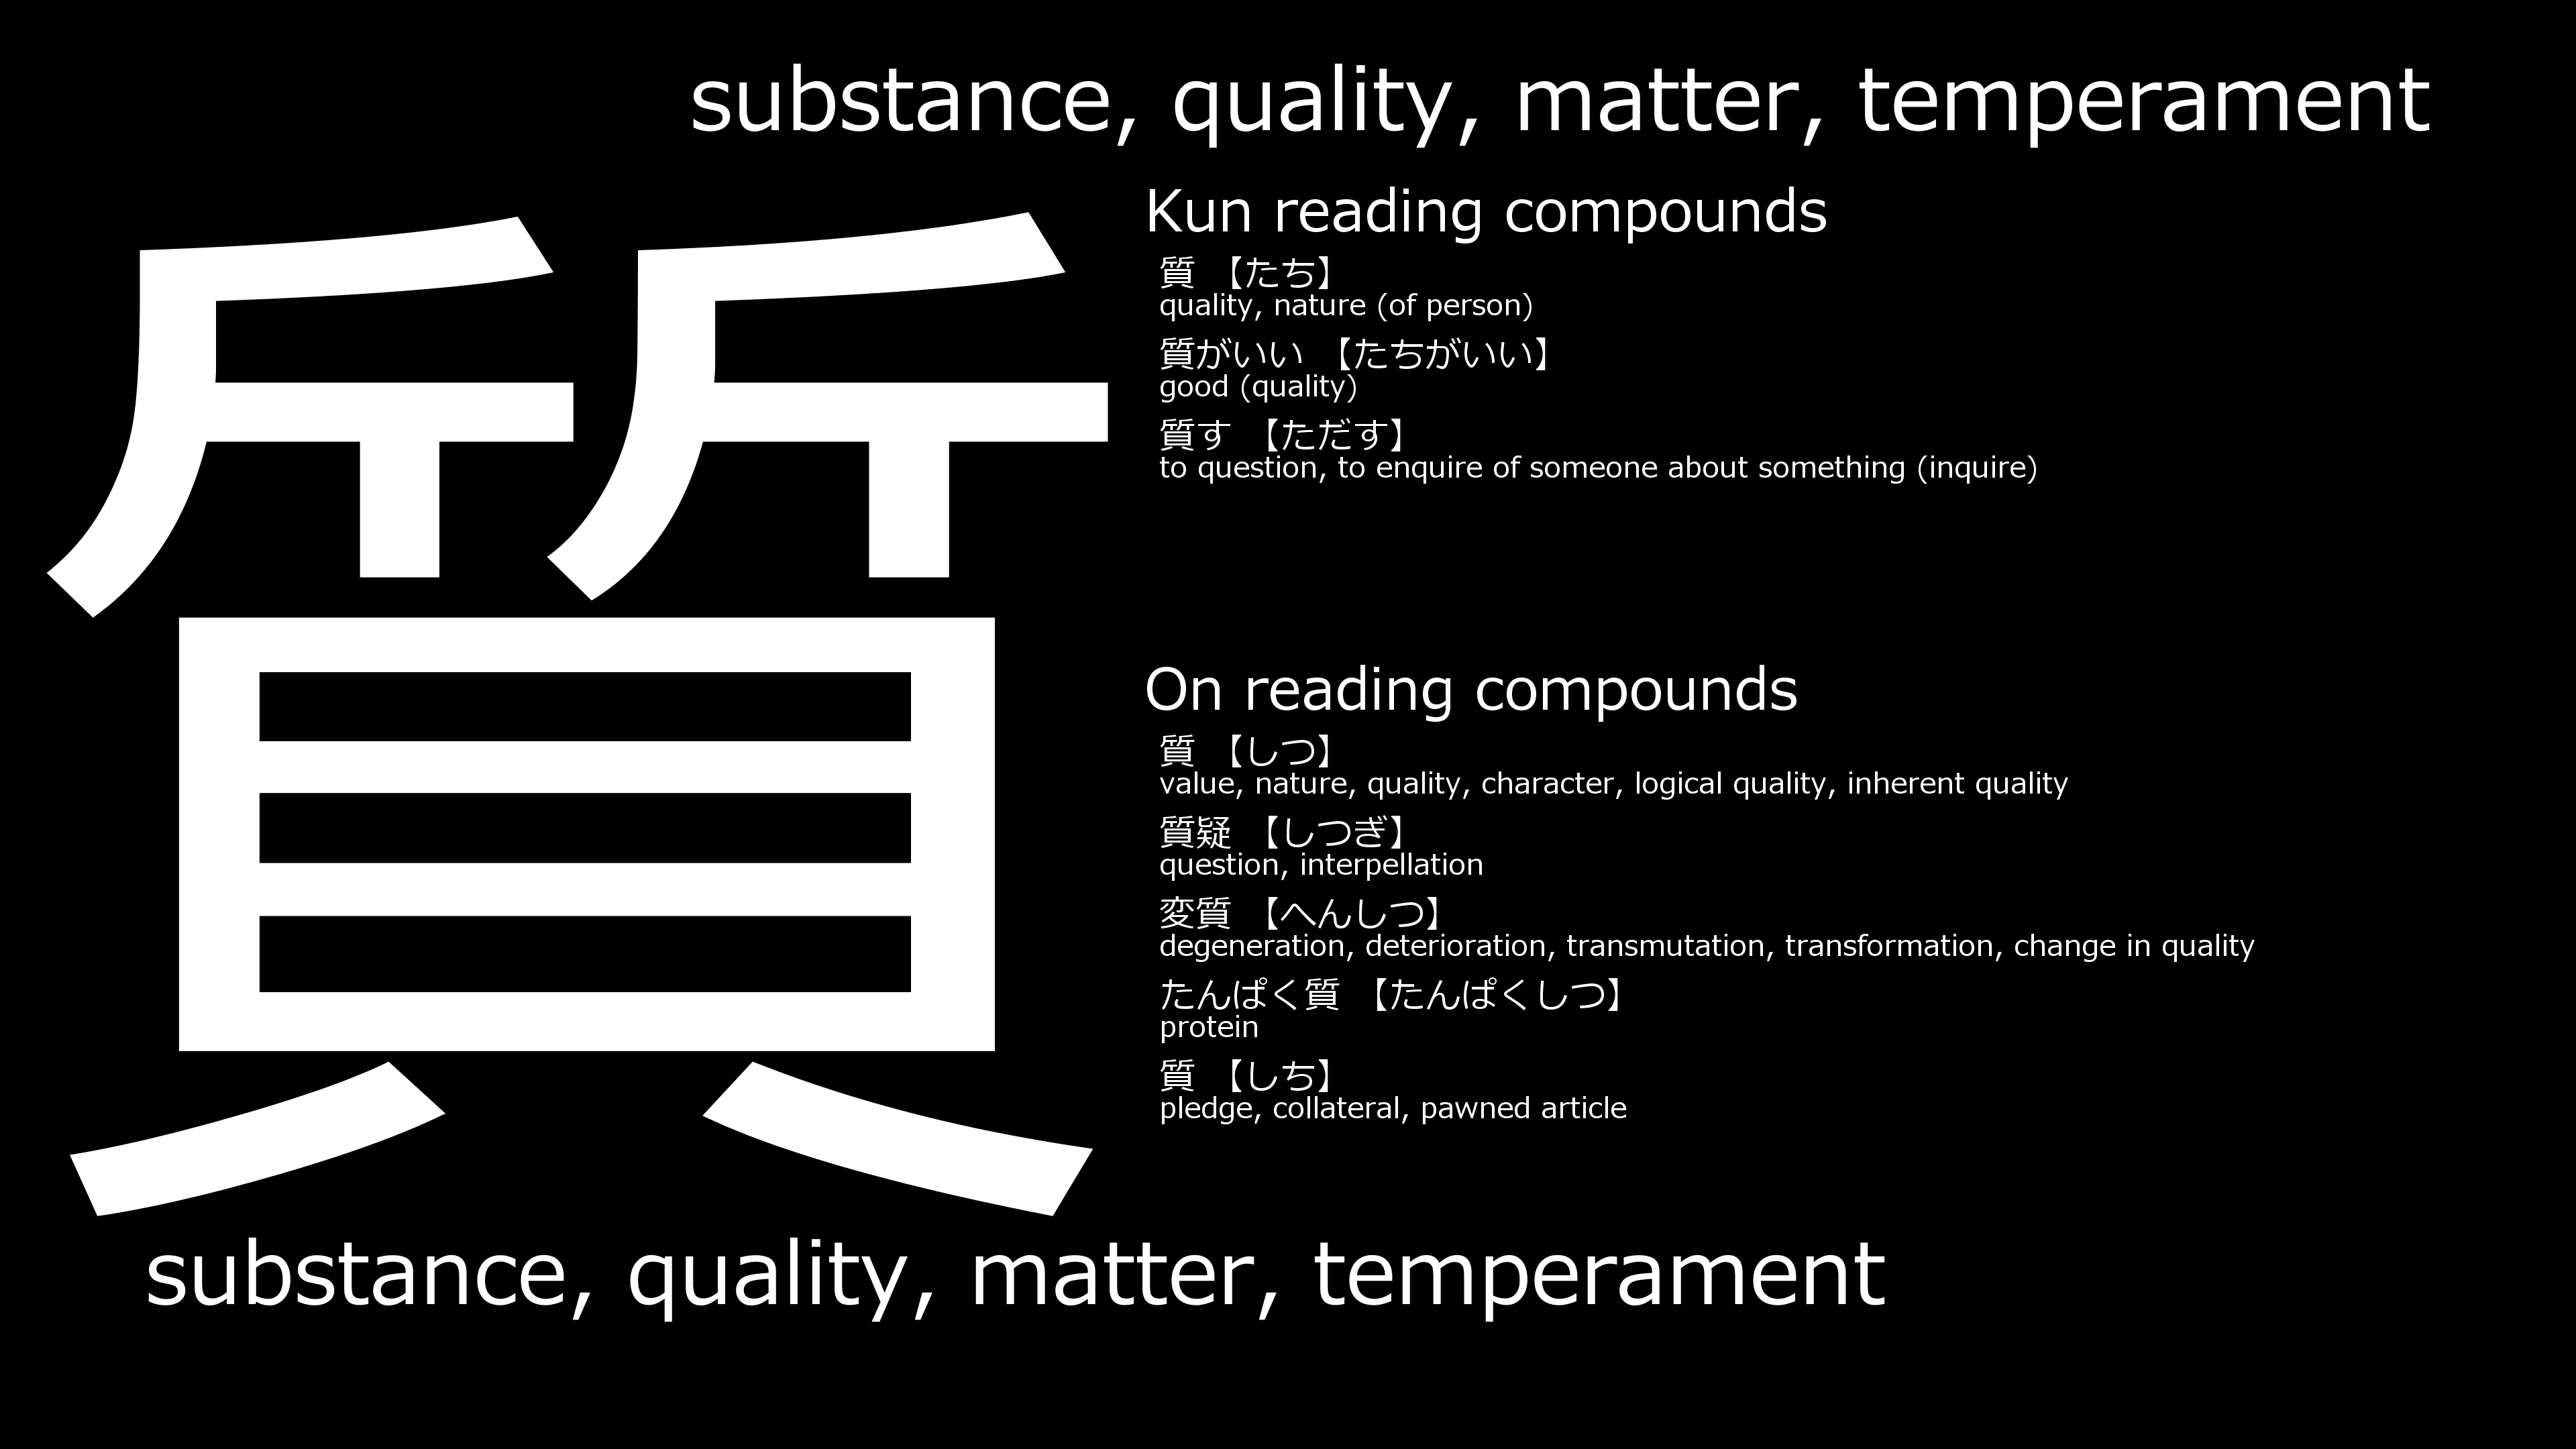 substance, quality, matter, temperament
質
Kun reading compounds
質 【たち】
quality, nature (of person)
質がいい 【たちがいい】
good (quality)
質す 【ただす】
to question, to enquire of someone about something (inquire)
On reading compounds
質 【しつ】
value, nature, quality, character, logical quality, inherent quality
質疑 【しつぎ】
question, interpellation
変質 【へんしつ】
degeneration, deterioration, transmutation, transformation, change in quality
たんぱく質 【たんぱくしつ】
protein
質 【しち】
pledge, collateral, pawned article
substance, quality, matter, temperament